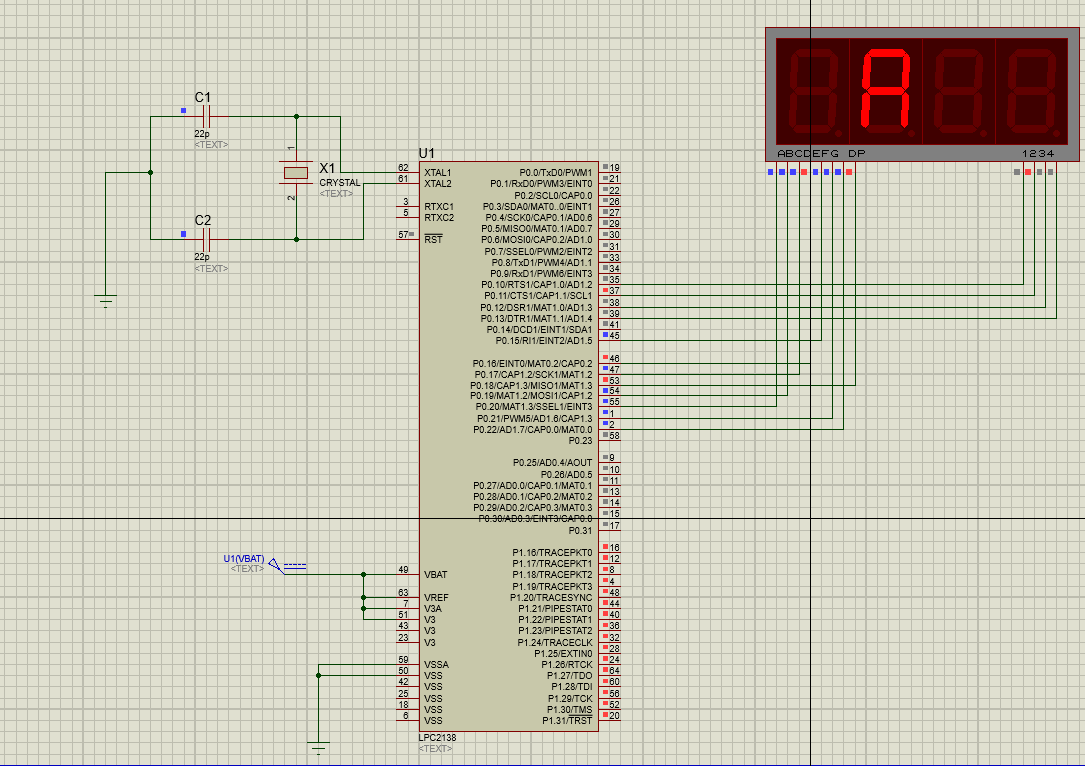 C1
22p
<TEXT>
X1
CRYSTAL
<TEXT>
1
2
C2
22p
<TEXT>
ABCDEFG DP
1234
A
U1
62 XTAL1
61 XTAL2
3 RTXC1
5 RTXC2
57 RST
49 VBAT
63 VREF
7 V3A
51 V3
43 V3
23 V3
59 VSSA
50 VSS
42 VSS
25 VSS
18 VSS
6 VSS
P0.0/TxD0/PWM1 19
P0.1/RxD0/PWM3/EINT0 21
P0.2/SCL0/CAP0.0 22
P0.3/SDA0/MAT0..0/EINT1 26
P0.4/SCK0/CAP0.1/AD0.6 27
P0.5/MISO0/MAT0.1/AD0.7 29
P0.6/MOSI0/CAP0.2/AD1.0 30
P0.7/SSEL0/PWM2/EINT2 31
P0.8/TxD1/PWM4/AD1.1 33
P0.9/RxD1/PWM6/EINT3 34
P0.10/RTS1/CAP1.0/AD1.2 35
P0.11/CTS1/CAP1.1/SCL1 37
P0.12/DSR1/MAT1.0/AD1.3 38
P0.13/DTR1/MAT1.1/AD1.4 39
P0.14/DCD1/EINT1/SDA1 41
P0.15/RI1/EINT2/AD1.5 45
P0.16/EINT0/MAT0.2/CAP0.2 46
P0.17/CAP1.2/SCK1/MAT1.2 47
P0.18/CAP1.3/MISO1/MAT1.3 53
P0.19/MAT1.2/MOSI1/CAP1.2 54
P0.20/MAT1.3/SSEL1/EINT3 55
P0.21/PWM5/AD1.6/CAP1.3 1
P0.22/AD1.7/CAP0.0/MAT0.0 2
P0.23 58
P0.25/AD0.4/AOUT 9
P0.26/AD0.5 10
P0.27/AD0.0/CAP0.1/MAT0.1 11
P0.28/AD0.1/CAP0.2/MAT0.2 13
P0.29/AD0.2/CAP0.3/MAT0.3 14
P0.30/AD0.3/EINT3/CAP0.0 15
P0.31 17
P1.16/TRACEPKT0 16
P1.17/TRACEPKT1 12
P1.18/TRACEPKT2 8
P1.19/TRACEPKT3 4
P1.20/TRACESYNC 48
P1.21/PIPESTAT0 44
P1.22/PIPESTAT1 40
P1.23/PIPESTAT2 36
P1.24/TRACECLK 32
P1.25/EXTIN0 28
P1.26/RTCK 24
P1.27/TDO 64
P1.28/TDI 60
P1.29/TCK 56
P1.30/TMS 52
P1.31/TRST 20
U1(VBAT)
<TEXT>
LPC2138
<TEXT>